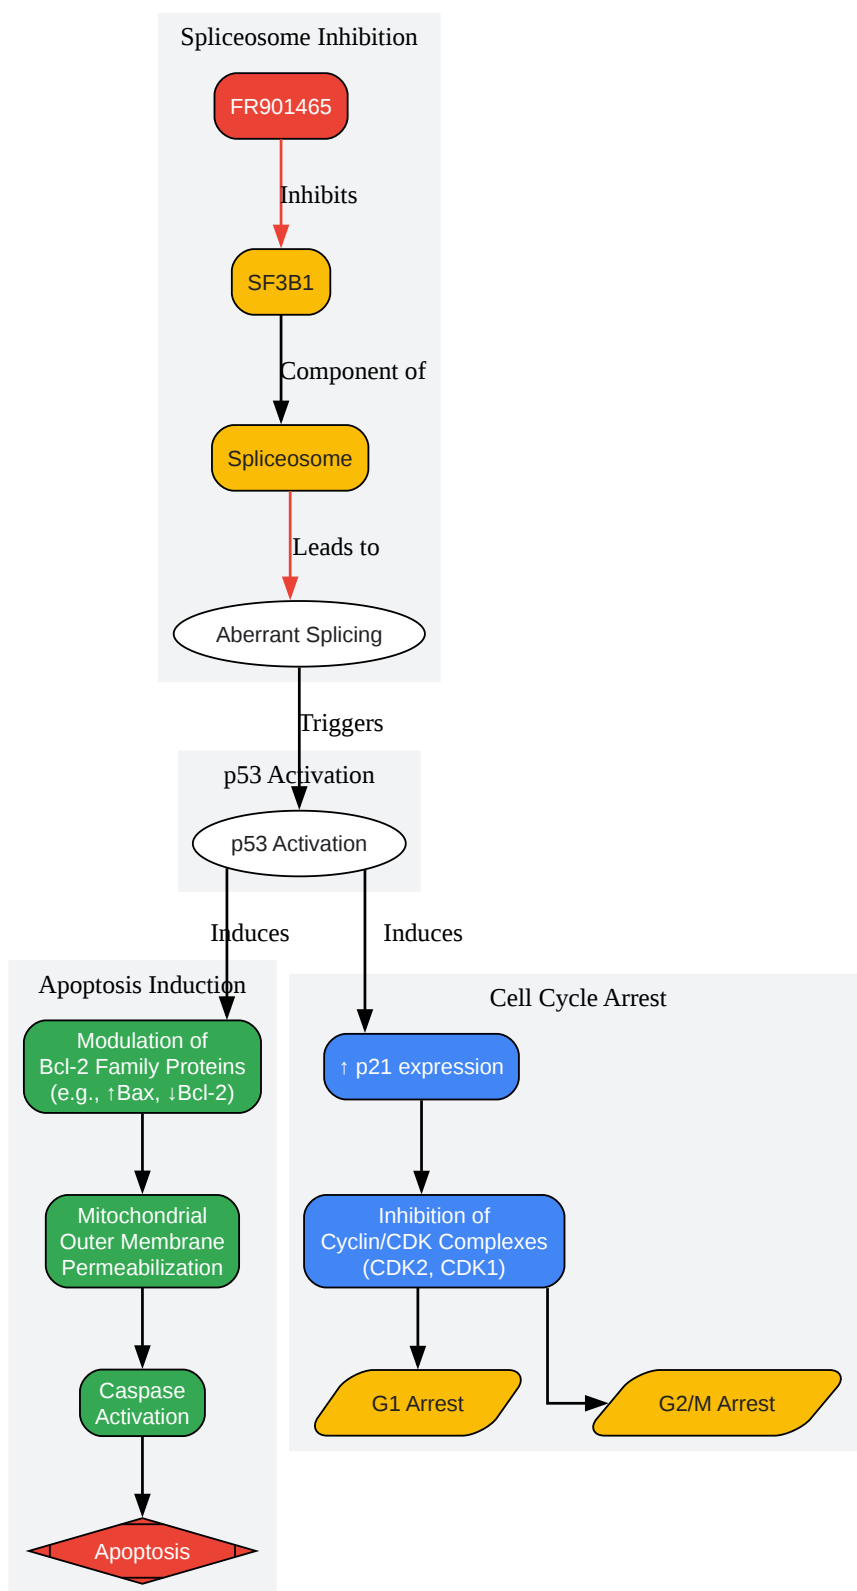 Spliceosome Inhibition
FR901465
Inhibits
SF3B1
Component of
Spliceosome
Leads to
Aberrant Splicing
Triggers
p53 Activation
p53 Activation
Induces
Induces
Apoptosis Induction
Modulation of
Bcl-2 Family Proteins
(e.g., ↑Bax, ↓Bcl-2)
Mitochondrial
Outer Membrane
Permeabilization
Caspase
Activation
Apoptosis
Cell Cycle Arrest
↑ p21 expression
Inhibition of
Cyclin/CDK Complexes
(CDK2, CDK1)
G1 Arrest
G2/M Arrest